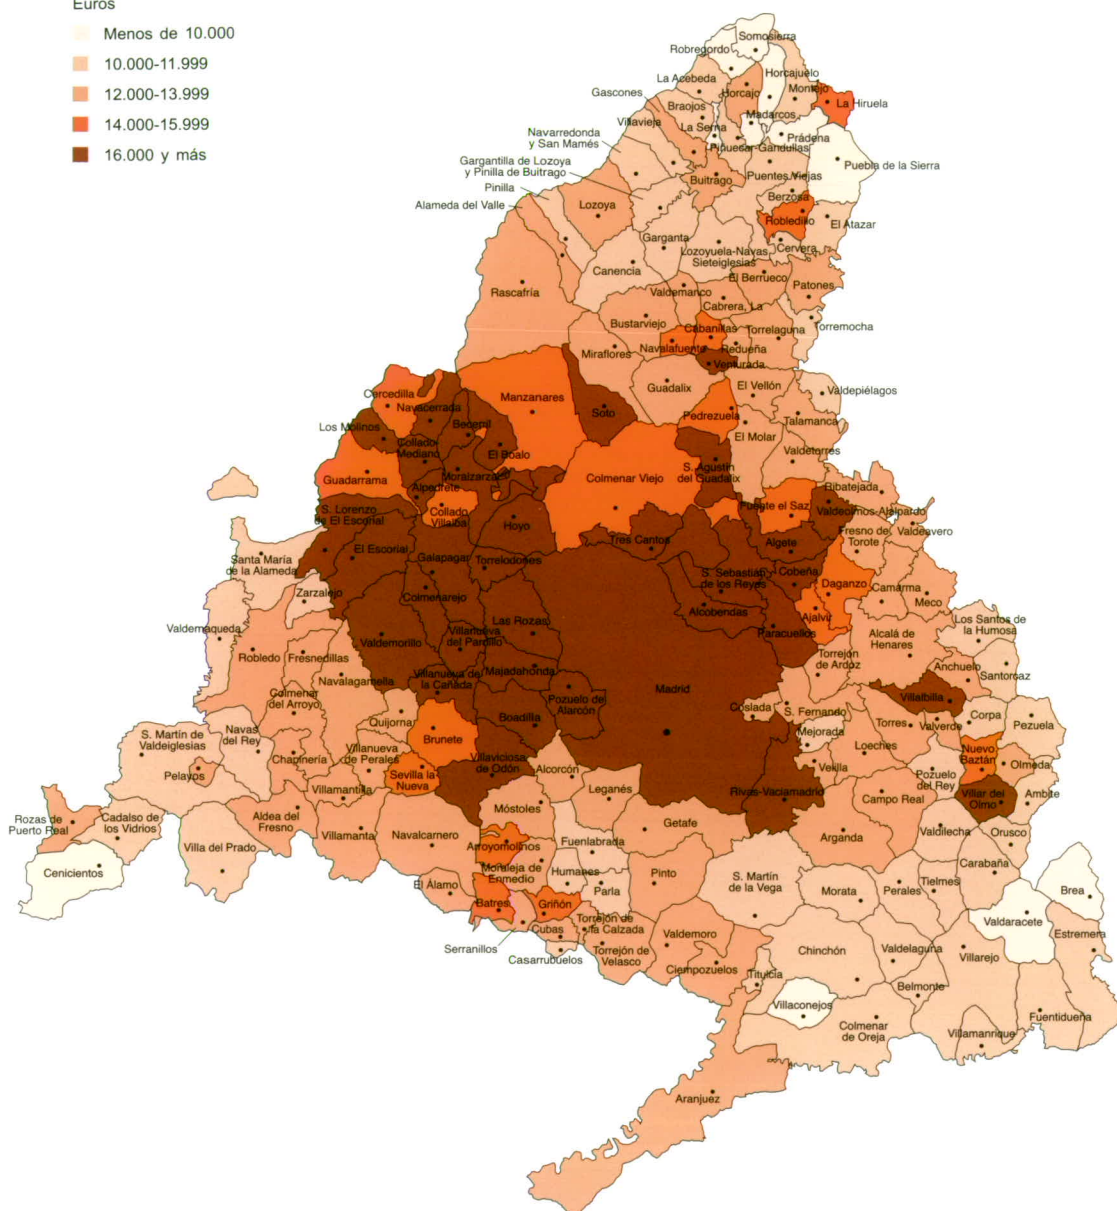 Euros
Menos de 10.000
10.000-11.999
12.000-13.999
14.000-15.999
16.000 y más
Somosierra
Robregordo
La Acebeda
Horcajuelo
Horcajo
Montejo
La Hiruela
Gascones
Braojos
Madarcos
Villavieja
La Serna
Prádena
Navarredonda
y San Mamés
Piñuécar-Gandullas
Puebla de la Sierra
Gargantilla de Lozoya
y Pinilla de Buitrago
Puentes Viejas
Buitrago
Pinilla
Berzosa
Alameda del Valle
Lozoya
Robledillo
El Atazar
Garganta
Cervera
Lozoyuela-Navas
Sieteiglesias
Canencia
El Berrueco
Patones
Rascafría
Valdemanco
Cabrera, La
Bustarviejo
Torremocha
Cabanillas
Torrelaguna
Navalafuente
Redueña
Miraflores
Venturada
Guadalix
El Vellón
Valdepiélagos
Cercedilla
Manzanares
Navacerrada
Soto
Pedrezuela
Talamanca
Los Molinos
Becerril
El Molar
Collado-
Mediano
El Boalo
Valdetorres
Guadarrama
Moralzarzal
Colmenar Viejo
S. Agustín
del Guadalix
Alpedrete
Ribatejada
S. Lorenzo
de El Escorial
Collado
Villalba
Fuente el Saz
Valdeolmos-Alalpardo
Hoyo
Fresno del
Torote
Valdeavero
Tres Cantos
Algete
El Escorial
Galapagar
Torrelodones
Santa María
de la Alameda
S. Sebastián
de los Reyes
Cobeña
Daganzo
Zarzalejo
Colmenarejo
Camarma
Meco
Alcobendas
Ajalvir
Las Rozas
Los Santos de
la Humosa
Valdemaqueda
Valdemorillo
Villanueva
del Pardillo
Paracuellos
Alcalá de
Henares
Robledo
Fresnedillas
Torrejón
de Ardoz
Anchuelo
Santorcaz
Majadahonda
Navalagamella
Villanueva de
la Cañada
Madrid
Villalbilla
Colmenar
del Arroyo
Pozuelo de
Alarcón
Coslada
S. Fernando
Corpa
Pezuela
Quijorna
Boadilla
Torres
Valverde
Navas
del Rey
S. Martín de
Valdeiglesias
Brunete
Mejorada
Loeches
Nuevo
Baztán
Chapinería
Villanueva
de Perales
Villaviciosa
de Odón
Velilla
Olmeda
Pelayos
Sevilla la
Nueva
Alcorcón
Pozuelo
del Rey
Villamantilla
Leganés
Rivas-Vaciamadrid
Campo Real
Villar del
Olmo
Ambite
Móstoles
Rozas de
Puerto Real
Cadalso de
los Vidrios
Aldea del
Fresno
Villamanta
Navalcarnero
Getafe
Arganda
Valdilecha
Orusco
Villa del Prado
Arroyomolinos
Fuenlabrada
Carabaña
Cenicientos
Moraleja de
Enmedio
Humanes
Parla
Pinto
S. Martín
de la Vega
Morata
Perales
Tielmes
Brea
El Álamo
Batres
Griñón
Valdaracete
Serranillos
Cubas
Torrejón de
la Calzada
Valdemoro
Estremera
Casarrubuelos
Torrejón de
Velasco
Ciempozuelos
Chinchón
Valdelaguna
Villarejo
Titulcia
Belmonte
Villaconejos
Colmenar
de Oreja
Fuentidueña
Villamanrique
Aranjuez